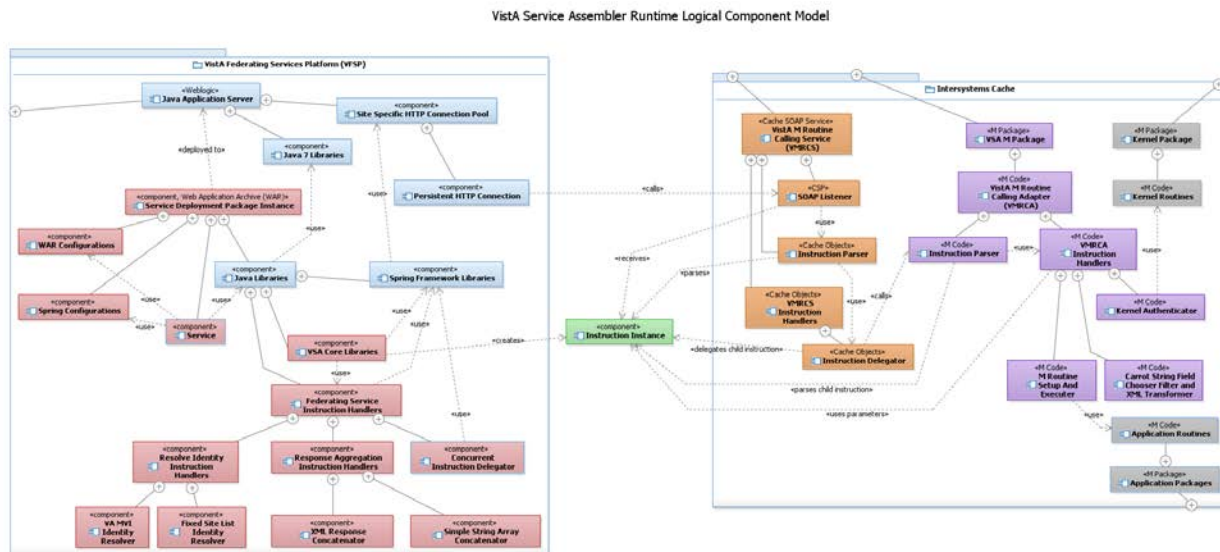 VistA Service Assembler Runtime Logical Component Model
VistA Federating Services Platform (VFSP)
«Weblogic»
Java Application Server
«component»
Site Specific HTTP Connection Pool
«deployed to»
«component»
Java 7 Libraries
«use»
«component, Web Application Archive (WAR)»
Service Deployment Package Instance
«component»
Persistent HTTP Connection
«component»
WAR Configurations
«component»
Java Libraries
«component»
Spring Framework Libraries
«component»
Spring Configurations
«use»
«use»
«use»
«component»
Service
«use»
«use»
«component»
VSA Core Libraries
«creates»
«use»
«component»
Federating Service
Instruction Handlers
«use»
«component»
Resolve Identity
Instruction
Handlers
«component»
Response Aggregation
Instruction Handlers
«component»
Concurrent
Instruction Delegator
«component»
VA MVI
Identity
Resolver
«component»
Fixed Site List
Identity
Resolver
«component»
XML Response
Concatenator
«component»
Simple String Array
Concatenator
«calls»
«component»
Instruction Instance
Intersystems Cache
«Cache SOAP Service»
VistA M Routine
Calling Service
(VMRCS)
«M Package»
VSA M Package
«M Package»
Kernel Package
«CSP»
SOAP Listener
«M Code»
VistA M Routine
Calling Adapter
(VMRCA)
«M Code»
Kernel Routines
«use»
«receives»
«Cache Objects»
Instruction Parser
«M Code»
Instruction Parser
«use»
«M Code»
VMRCA
Instruction
Handlers
«use»
«parses»
«Cache Objects»
VMRCS
Instruction
Handlers
«use»
«calls»
«M Code»
Kernel Authenticator
«delegates child instruction»
«Cache Objects»
Instruction Delegator
«parses child instruction»
«M Code»
M Routine
Setup And
Executer
«M Code»
Carrot String Field
Chooser Filter and
XML Transformer
«uses parameters»
«use»
«M Code»
Application Routines
«M Package»
Application Packages